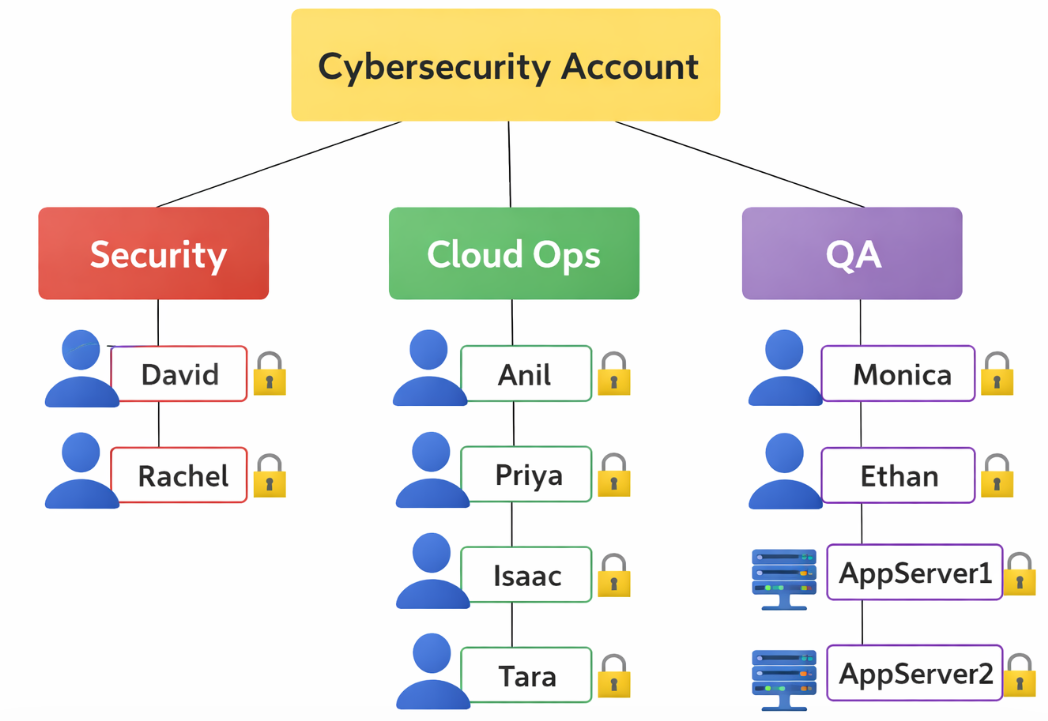 Cybersecurity Account
Security
Cloud Ops
QA
David
Anil
Monica
Rachel
Priya
Ethan
Isaac
AppServer1
Tara
AppServer2